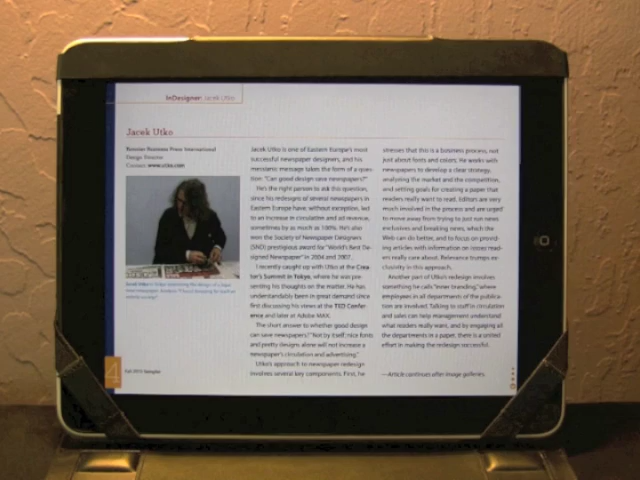 InDesigner: Jacek Utko
Jacek Utko
Bonnier Business Press International
Design Director
Contact: www.utko.com
Jacek Utko is one of Eastern Europe's most
successful newspaper designers, and his
messianic message takes the form of a ques-
tion: "Can good design save newspapers?"
He's the right person to ask this question,
since his redesigns of several newspapers in
Eastern Europe have, without exception, led
to an increase in circulation and ad revenue,
sometimes by as much as 100%. He's also
won the Society of Newspaper Designers
(SND) prestigious award for "World's Best De-
signed Newspaper" in 2004 and 2007.
I recently caught up with Utko at the Crea-
tor's Summit in Tokyo, where he was pre-
senting his thoughts on the matter. He has
understandably been in great demand since
first discussing his views at the TED Confer-
ence and later at Adobe MAX.
The short answer to whether good design
can save newspapers? "Not by itself; nice fonts
and pretty designs alone will not increase a
newspaper's circulation and advertising."
Utko's approach to newspaper redesign
involves several key components. First, he
stresses that this is a business process, not
just about fonts and colors. He works with
newspapers to develop a clear strategy,
analyzing the market and the competition,
and setting goals for creating a paper that
readers really want to read. Editors are very
much involved in the process and are urged
to move away from trying to just run news
exclusives and breaking news, which the
Web can do better, and to focus on provid-
ing articles with information on issues read-
ers really care about. Relevance trumps ex-
clusivity in this approach.
Another part of Utko's redesign involves
something he calls "inner branding," where
employees in all departments of the publica-
tion are involved. Talking to staff in circulation
and sales can help management understand
what readers really want, and by engaging all
the departments in a paper, there is a united
effort in making the redesign successful.
—Article continues after image galleries.
4